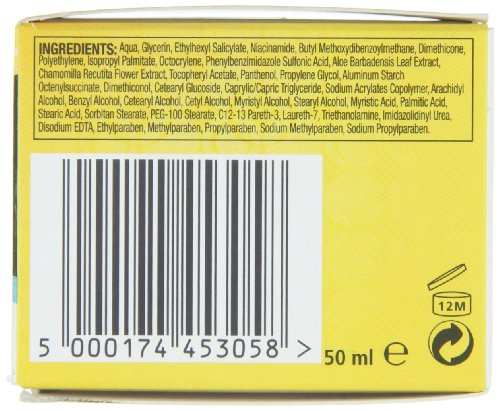 INGREDIENTS: Aqua, Glycerin, Ethylhexyl Salicylate, Niacinamide, Butyl Methoxydibenzoylmethane, Dimethicone,
Polyethylene, Isopropyl Palmitate, Octocrylene, Phenylbenzimidazole Sulfonic Acid, Aloe Barbadensis Leaf Extract,
Chamomilla Recutita Flower Extract, Tocopheryl Acetate, Panthenol, Propylene Glycol, Aluminum Starch
Octenylsuccinate, Dimethiconol, Cetearyl Glucoside, Caprylic/Capric Triglyceride, Sodium Acrylates Copolymer, Arachidyl
Alcohol, Benzyl Alcohol, Cetearyl Alcohol, Cetyl Alcohol, Myristyl Alcohol, Stearyl Alcohol, Myristic Acid, Palmitic Acid,
Stearic Acid, Sorbitan Stearate, PEG-100 Stearate, C12-13 Pareth-3, Laureth-7, Triethanolamine, Imidazolidinyl Urea,
Disodium EDTA, Ethylparaben, Methylparaben, Propylparaben, Sodium Methylparaben, Sodium Propylparaben.
12M
5 000174 453058 >
50 ml ℮